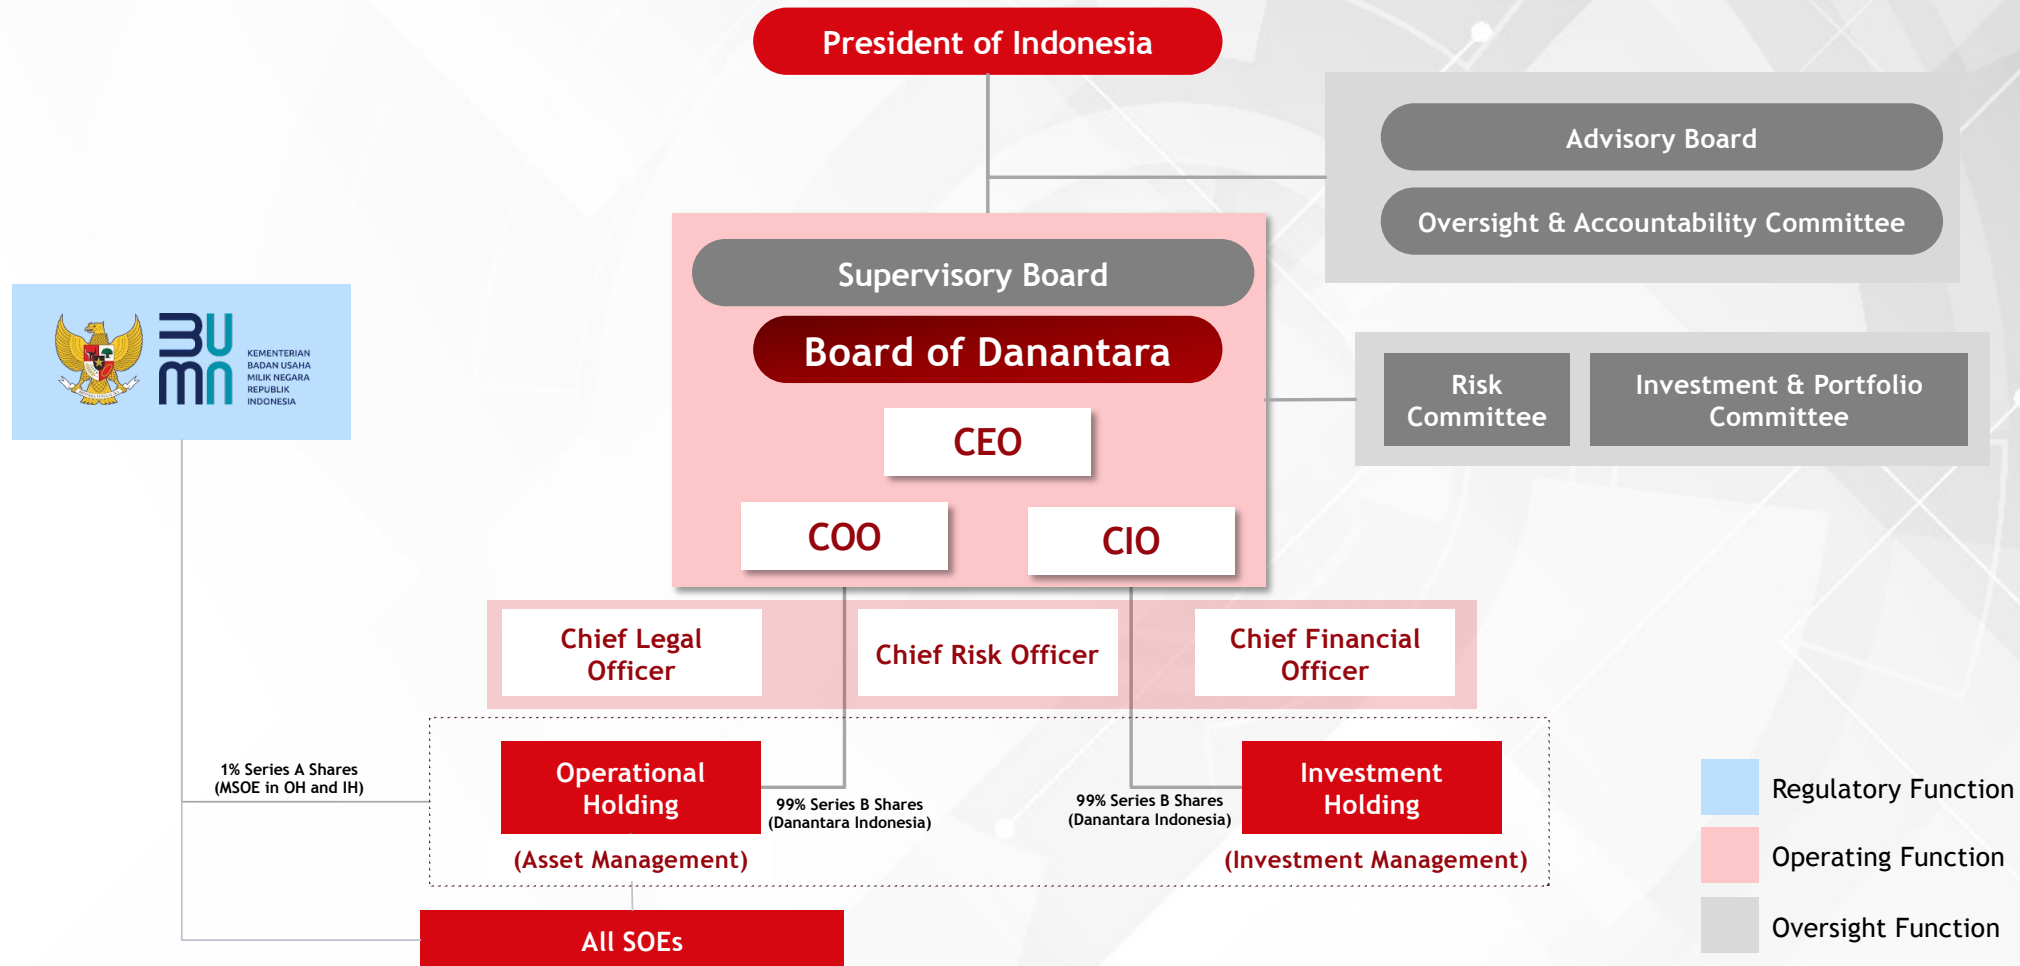 President of Indonesia
Advisory Board
Oversight & Accountability Committee
Supervisory Board
Board of Danantara
BU
MN
KEMENTERIAN
BADAN USAHA
MILIK NEGARA
REPUBLIK
INDONESIA
Risk
Committee
Investment & Portfolio
Committee
CEO
COO
CIO
Chief Legal
Officer
Chief Risk Officer
Chief Financial
Officer
1% Series A Shares
(MSOE in OH and IH)
Operational
Holding
(Asset Management)
99% Series B Shares
(Danantara Indonesia)
99% Series B Shares
(Danantara Indonesia)
Investment
Holding
(Investment Management)
All SOEs
Regulatory Function
Operating Function
Oversight Function